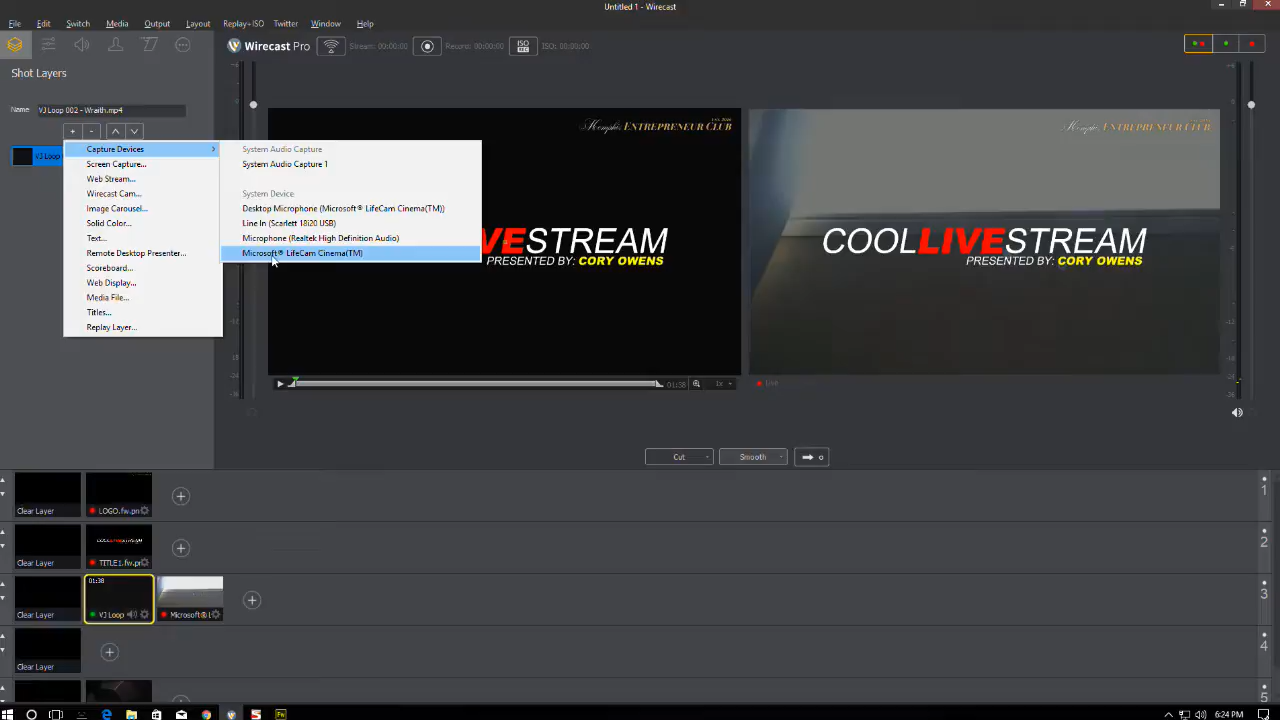 Untitled 1 - Wirecast
File Edit Switch Media Output Layout Replay+ISO Twitter Window Help
Wirecast Pro Stream: 00:00:00 Record: 00:00:00 ISO: 00:00:00
Shot Layers
Name VJ Loop 002 - Wraith.mp4
+ -
VJ Loop
Capture Devices
Screen Capture...
Web Stream...
Wirecast Cam...
Image Carousel...
Solid Color...
Text...
Remote Desktop Presenter...
Scoreboard...
Web Display...
Media File...
Titles...
Replay Layer...
System Audio Capture
System Audio Capture 1
System Device
Desktop Microphone (Microsoft® LifeCam Cinema(TM))
Line In (Scarlett 18i20 USB)
Microphone (Realtek High Definition Audio)
Microsoft® LifeCam Cinema(TM)
Memphis ENTREPRENEUR CLUB
VESTREAM
PRESENTED BY: CORY OWENS
Memphis ENTREPRENEUR CLUB
COOLLIVESTREAM
PRESENTED BY: CORY OWENS
01:38 1x
Live
Cut Smooth
Clear Layer LOGO.fw.pn 1
Clear Layer TITLE1.fw.pr 2
01:38
Clear Layer VJ Loop Microsoft® L 3
Clear Layer 4
5
6:24 PM